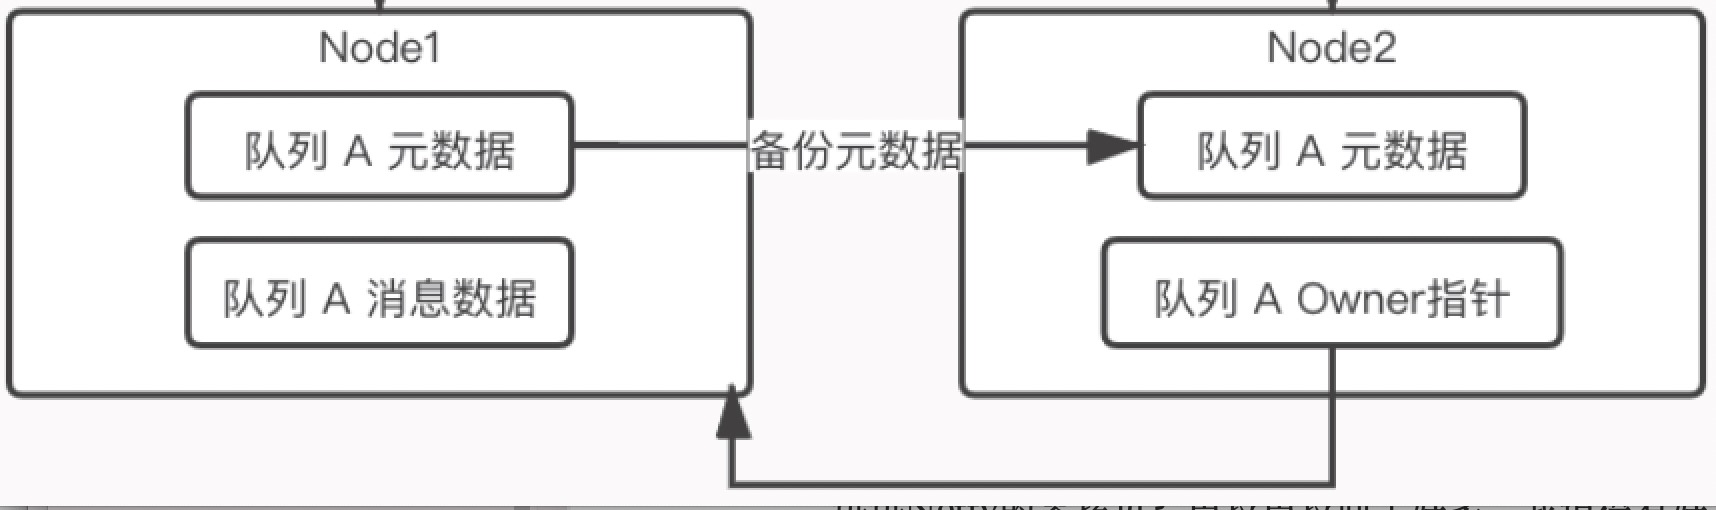 Node1
队列 A 元数据
队列 A 消息数据
备份元数据
Node2
队列 A 元数据
队列 A Owner指针